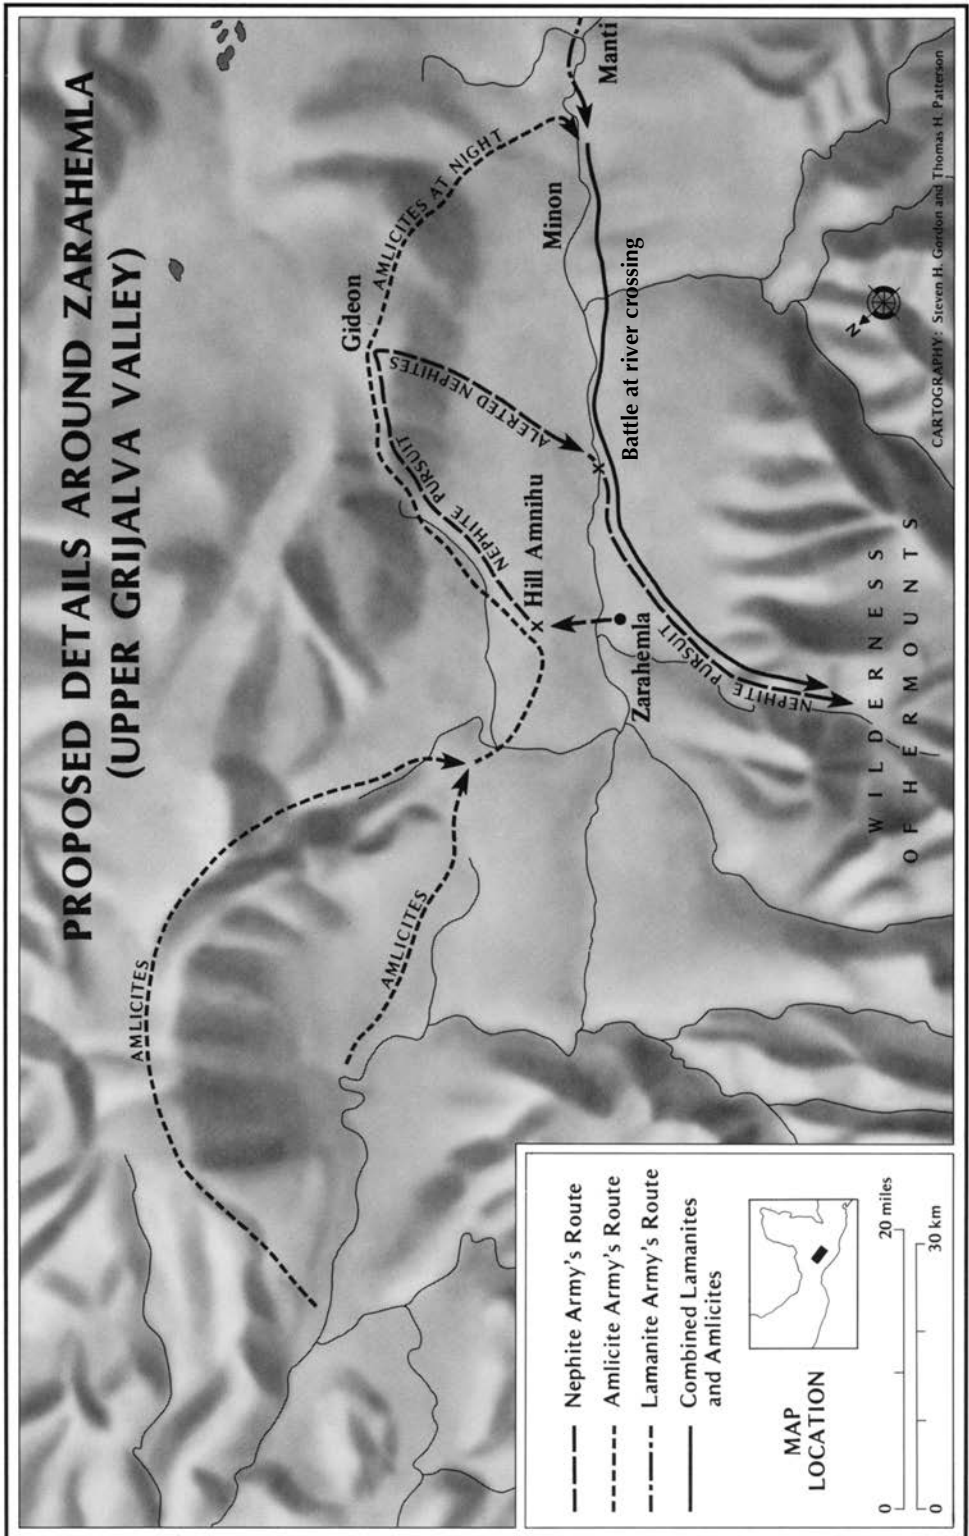 PROPOSED DETAILS AROUND ZARAHEMLA
(UPPER GRIJALVA VALLEY)
AMLICITES
AMLICITES
AMLICITES AT NIGHT
Gideon
NEPHITE PURSUIT
ALERTED NEPHITES
Hill Amnihu
Minon
Manti
Battle at river crossing
Zarahemla
NEPHITE PURSUIT
NEPHITE
WILDERNESS
OF HERMOUNTS
N
CARTOGRAPHY: Steven H. Gordon and Thomas H. Patterson
Nephite Army's Route
Amlicite Army's Route
Lamanite Army's Route
Combined Lamanites
and Amlicites
MAP
LOCATION
0 20 miles
0 30 km